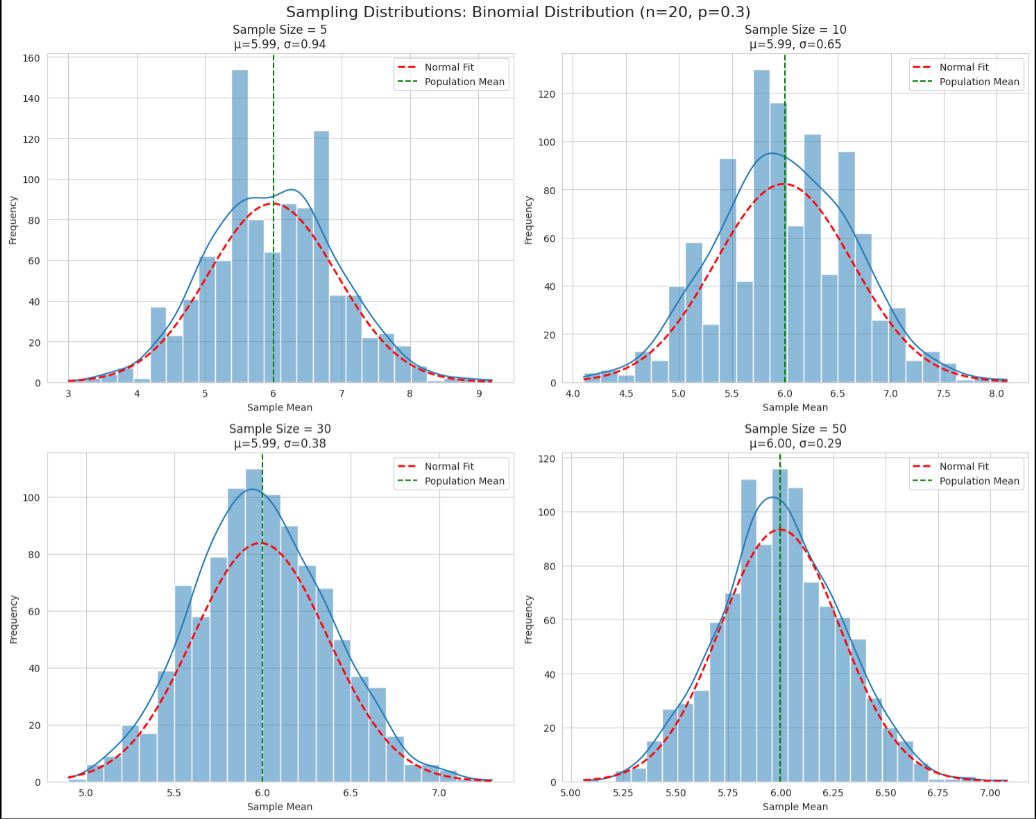 Sampling Distributions: Binomial Distribution (n=20, p=0.3)
Sample Size = 5
μ=5.99, σ=0.94
Normal Fit
Population Mean
Frequency
160
140
120
100
80
60
40
20
0
3 4 5 6 7 8 9
Sample Mean
Sample Size = 10
μ=5.99, σ=0.65
Normal Fit
Population Mean
Frequency
120
100
80
60
40
20
0
4.0 4.5 5.0 5.5 6.0 6.5 7.0 7.5 8.0
Sample Mean
Sample Size = 30
μ=5.99, σ=0.38
Normal Fit
Population Mean
Frequency
100
80
60
40
20
0
5.0 5.5 6.0 6.5 7.0
Sample Mean
Sample Size = 50
μ=6.00, σ=0.29
Normal Fit
Population Mean
Frequency
120
100
80
60
40
20
0
5.00 5.25 5.50 5.75 6.00 6.25 6.50 6.75 7.00
Sample Mean